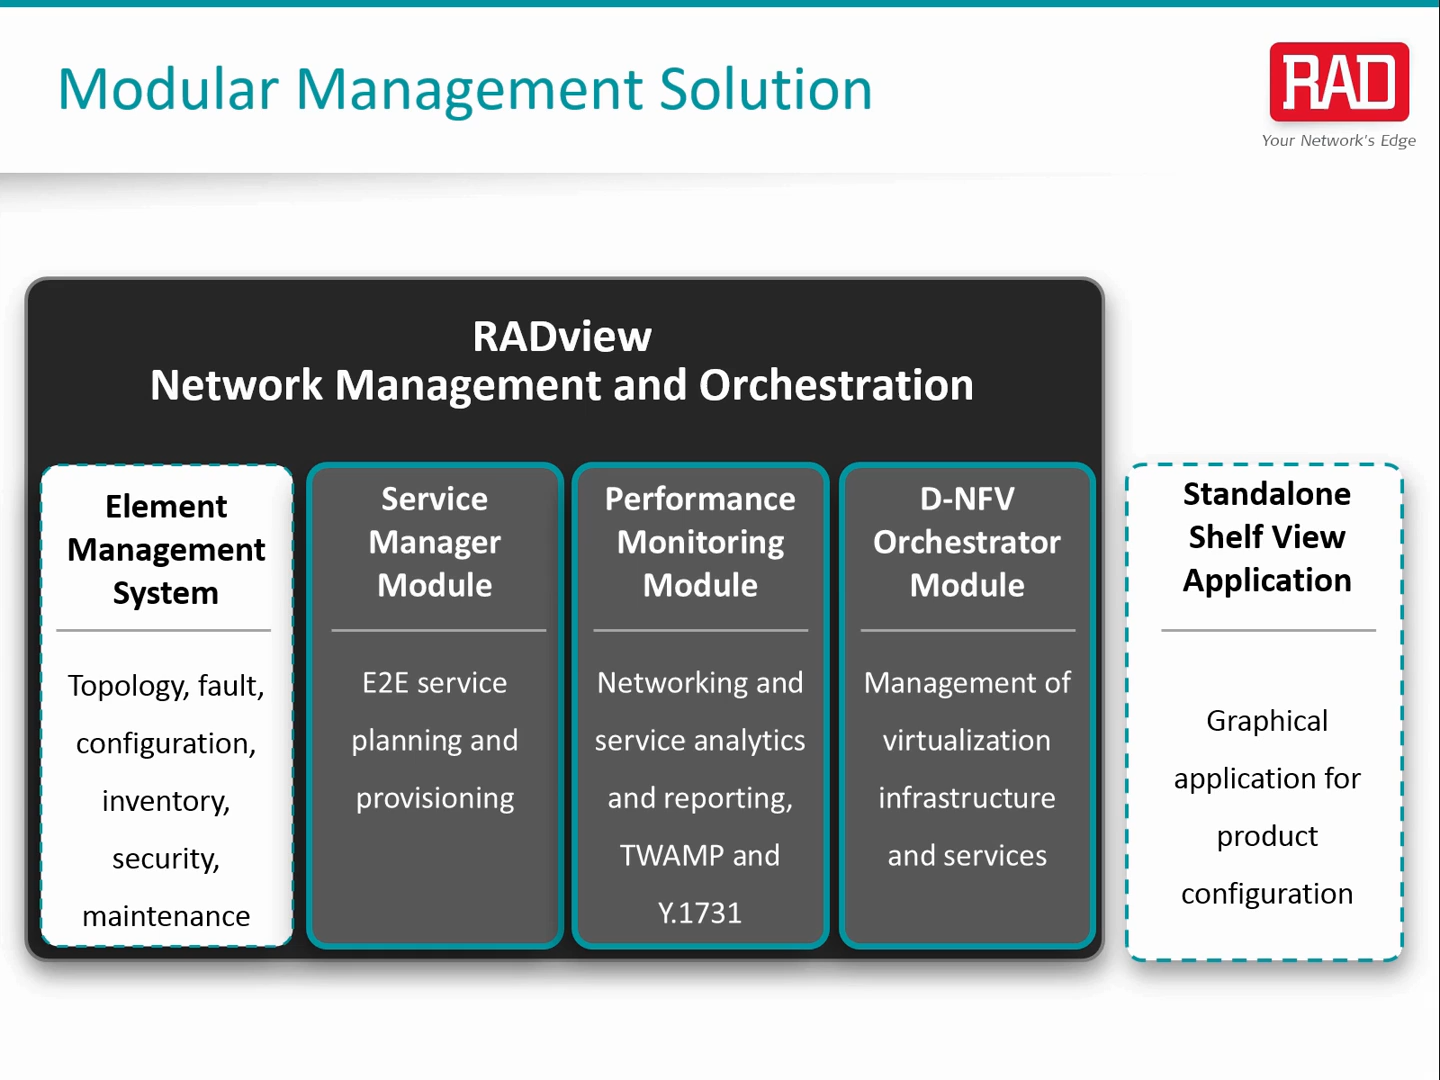 Modular Management Solution
RAD
Your Network's Edge
RADview
Network Management and Orchestration
Element
Management
System
Topology, fault,
configuration,
inventory,
security,
maintenance
Service
Manager
Module
E2E service
planning and
provisioning
Performance
Monitoring
Module
Networking and
service analytics
and reporting,
TWAMP and
Y.1731
D-NFV
Orchestrator
Module
Management of
virtualization
infrastructure
and services
Standalone
Shelf View
Application
Graphical
application for
product
configuration